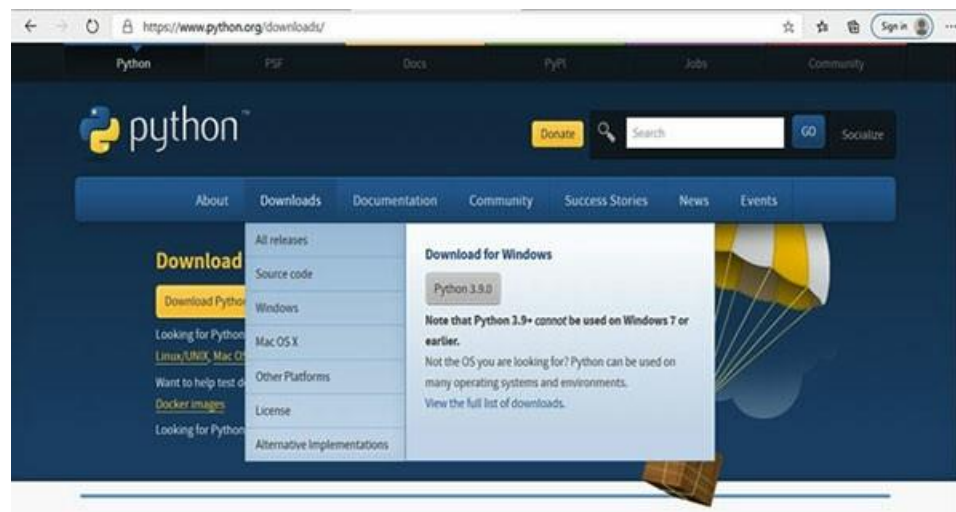 https://www.python.org/downloads/
Sign in
Python PSF Docs PyPI Jobs Community
python™
Donate Search GO Socialize
About Downloads Documentation Community Success Stories News Events
Download
Download Pytho
Looking for Python
Linux/UNIX, Mac OS
Want to help test d
Docker images
Looking for Python
All releases
Source code
Windows
Mac OS X
Other Platforms
License
Alternative Implementations
Download for Windows
Python 3.9.0
Note that Python 3.9+ cannot be used on Windows 7 or
earlier.
Not the OS you are looking for? Python can be used on
many operating systems and environments.
View the full list of downloads.